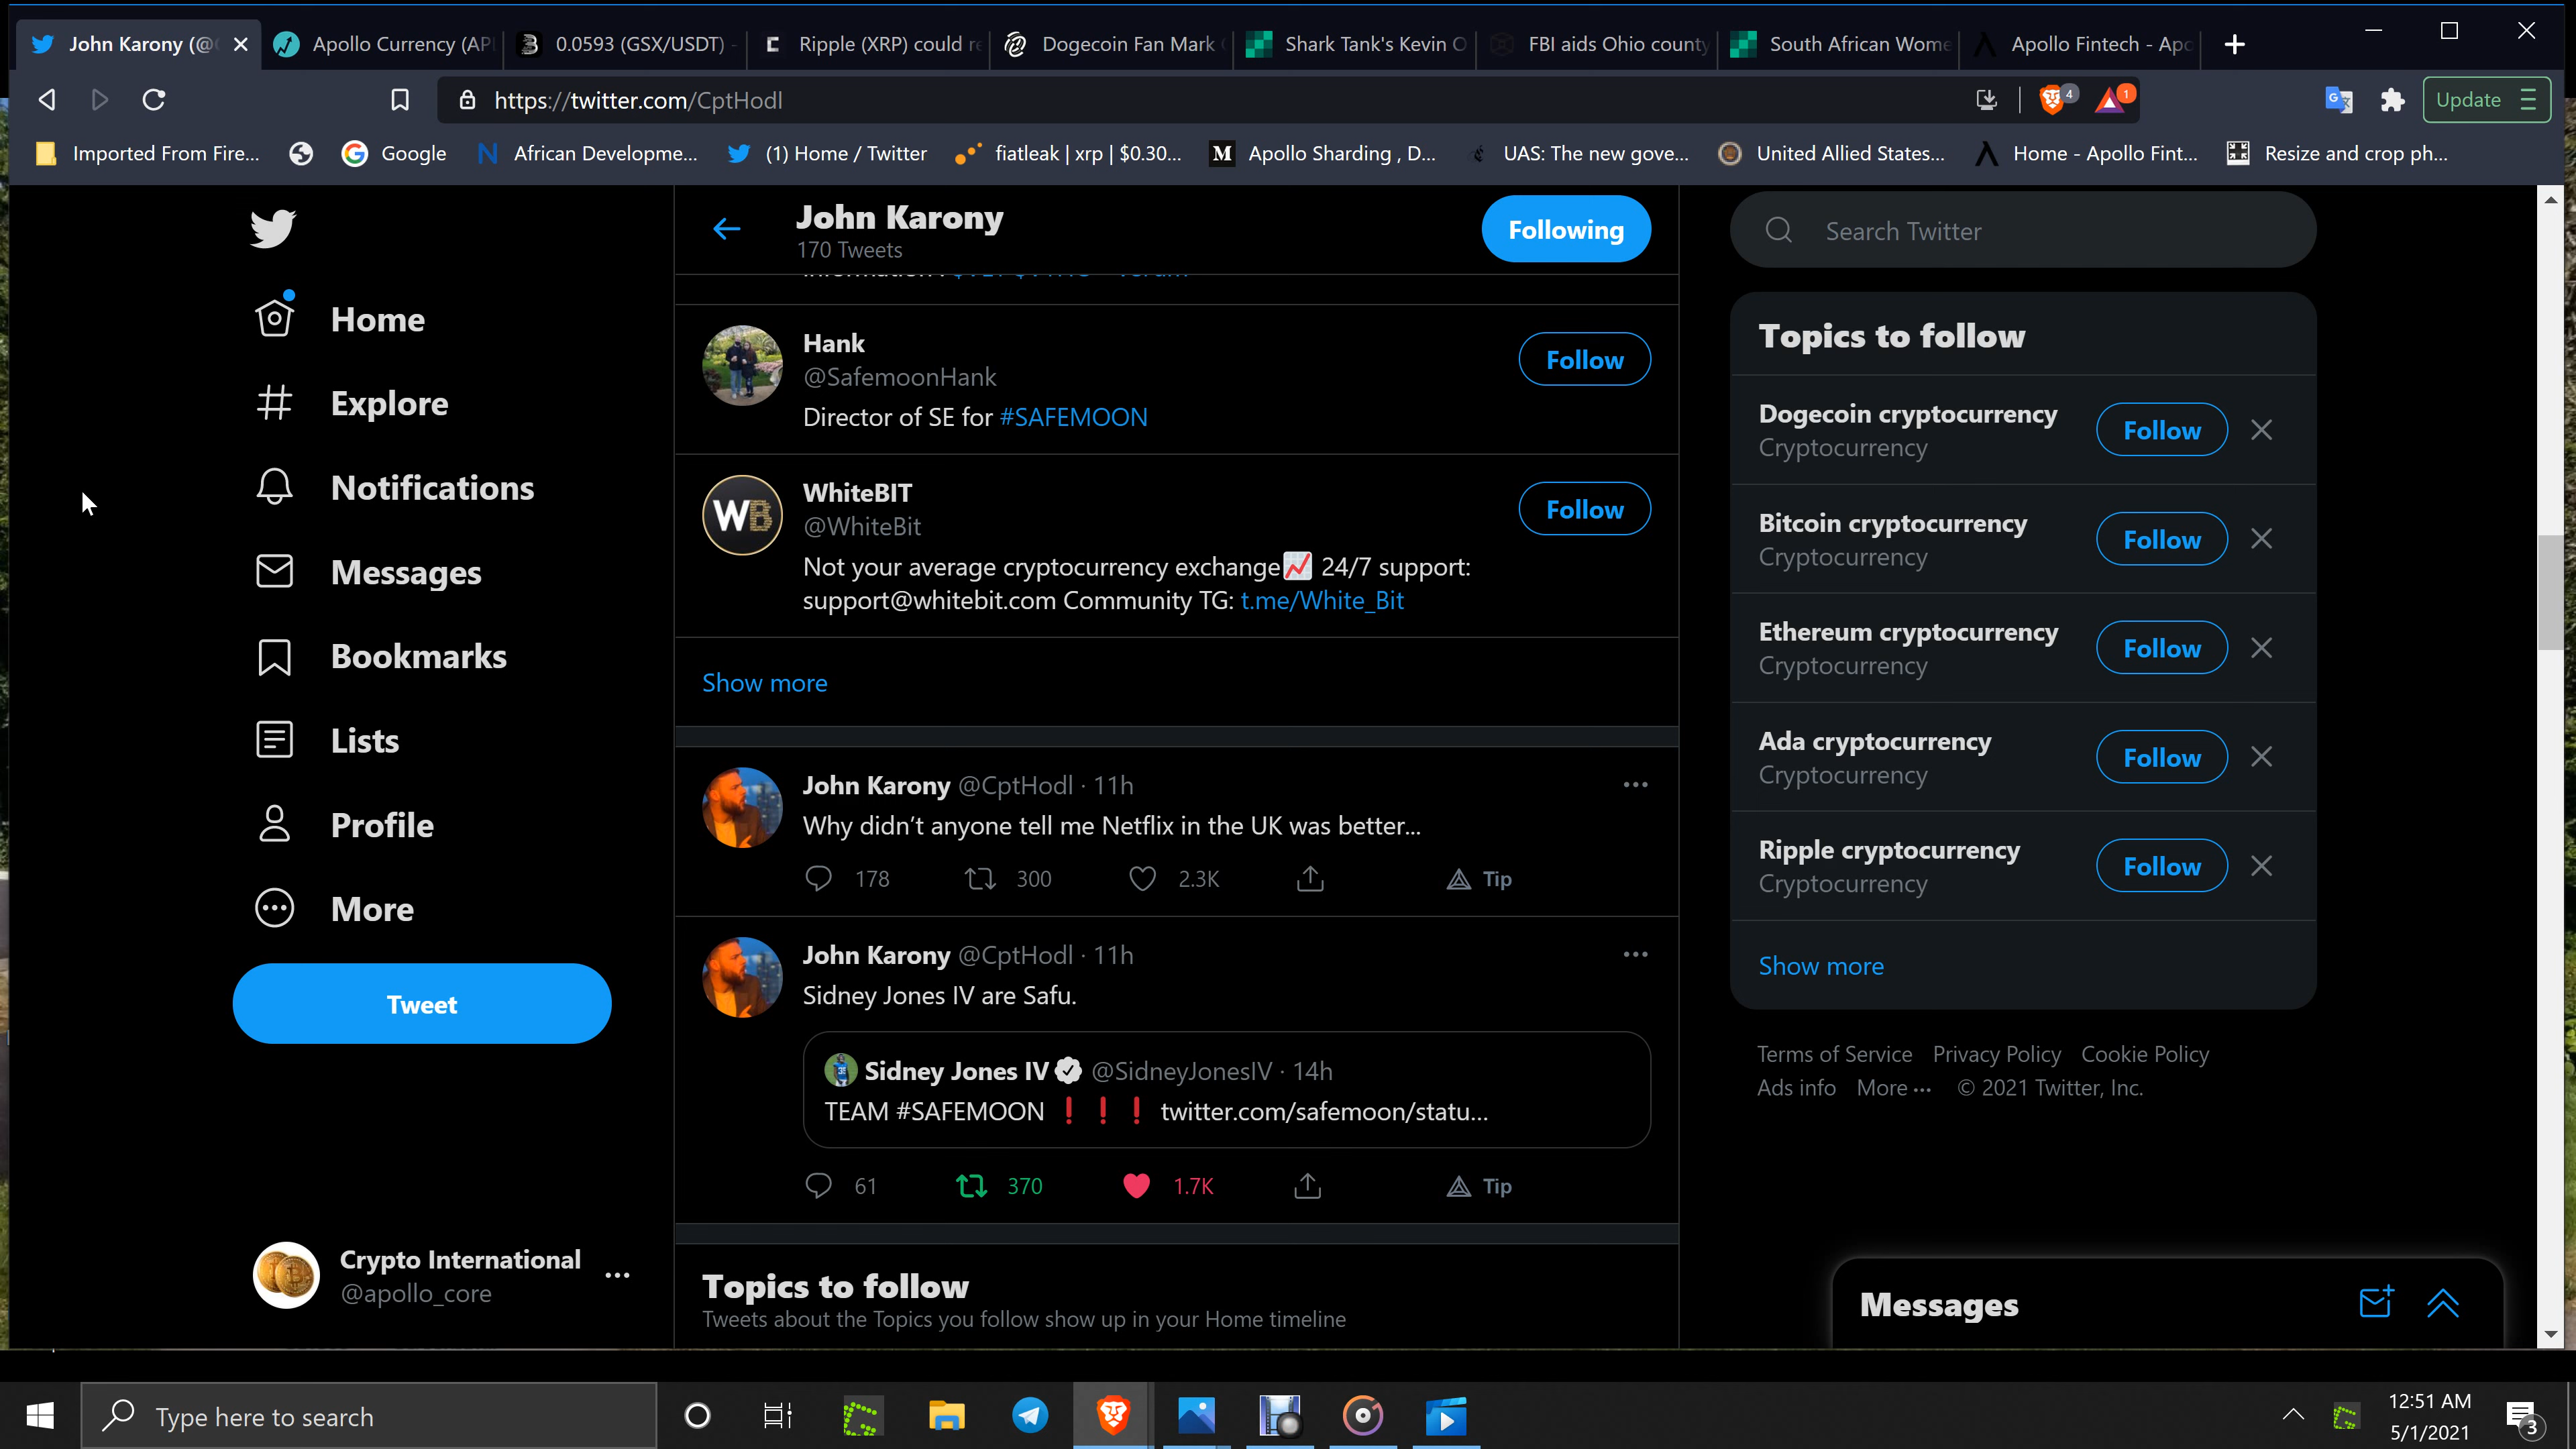 John Karony (@
Apollo Currency (AP
0.0593 (GSX/USDT) -
Ripple (XRP) could re
Dogecoin Fan Mark
Shark Tank's Kevin O
FBI aids Ohio county
South African Wome
Apollo Fintech - Apo
https://twitter.com/CptHodl
4
1
Update
Imported From Fire...
Google
African Developme...
(1) Home / Twitter
fiatleak | xrp | $0.30...
Apollo Sharding , D...
UAS: The new gove...
United Allied States...
Home - Apollo Fint...
Resize and crop ph...
Home
Explore
Notifications
Messages
Bookmarks
Lists
Profile
More
Tweet
Crypto International
@apollo_core
John Karony
170 Tweets
Following
Hank
@SafemoonHank
Follow
Director of SE for #SAFEMOON
WhiteBIT
@WhiteBit
Follow
Not your average cryptocurrency exchange📈 24/7 support:
support@whitebit.com Community TG: t.me/White_Bit
Show more
John Karony @CptHodl · 11h
Why didn't anyone tell me Netflix in the UK was better...
178 300 2.3K Tip
John Karony @CptHodl · 11h
Sidney Jones IV are Safu.
Sidney Jones IV @SidneyJonesIV · 14h
TEAM #SAFEMOON ❗❗❗ twitter.com/safemoon/statu...
61 370 1.7K Tip
Topics to follow
Tweets about the Topics you follow show up in your Home timeline
Search Twitter
Topics to follow
Dogecoin cryptocurrency
Cryptocurrency
Follow
Bitcoin cryptocurrency
Cryptocurrency
Follow
Ethereum cryptocurrency
Cryptocurrency
Follow
Ada cryptocurrency
Cryptocurrency
Follow
Ripple cryptocurrency
Cryptocurrency
Follow
Show more
Terms of Service Privacy Policy Cookie Policy
Ads info More ··· © 2021 Twitter, Inc.
Messages
Type here to search
12:51 AM
5/1/2021
3